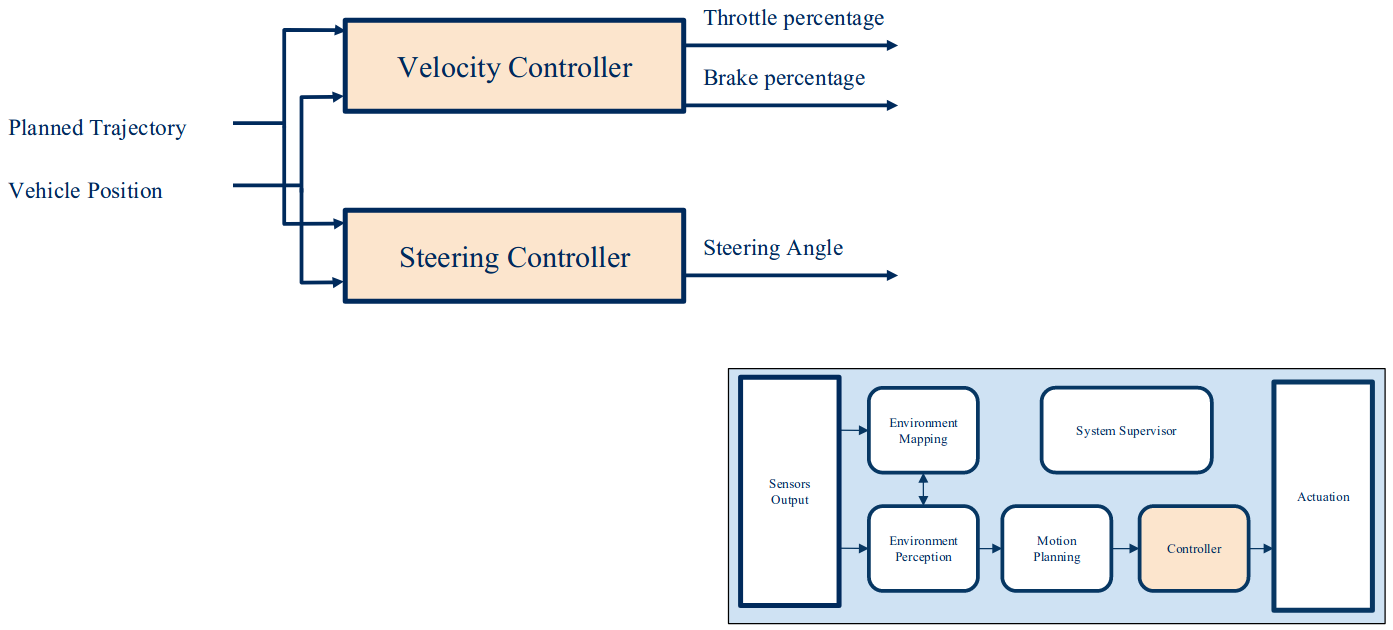 Throttle percentage
Velocity Controller
Brake percentage
Planned Trajectory
Vehicle Position
Steering Controller
Steering Angle
Sensors
Output
Environment
Mapping
System Supervisor
Environment
Perception
Motion
Planning
Controller
Actuation